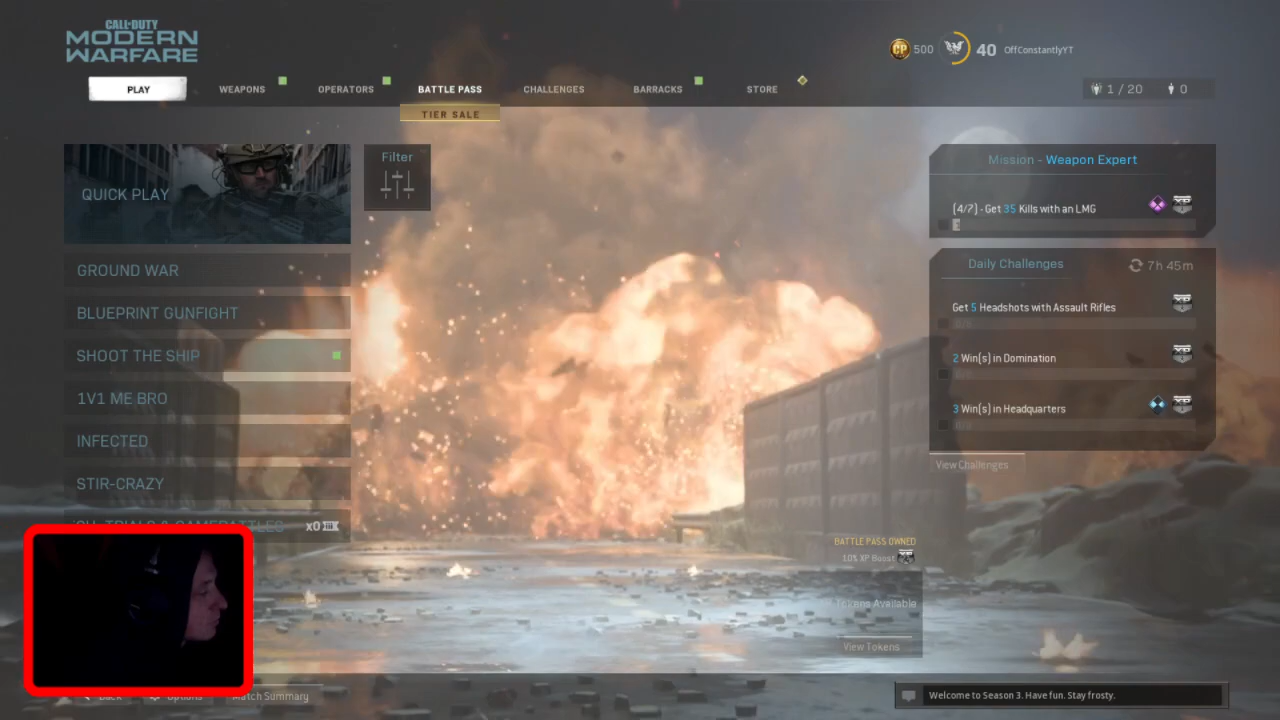 CALL OF DUTY
MODERN
WARFARE
500
40 OffConstantlyYT
PLAY
WEAPONS
OPERATORS
BATTLE PASS
CHALLENGES
BARRACKS
STORE
TIER SALE
1 / 20
0
QUICK PLAY
Filter
GROUND WAR
BLUEPRINT GUNFIGHT
SHOOT THE SHIP
1V1 ME BRO
INFECTED
STIR-CRAZY
TRIALS & GAMEBATTLES x0
Mission - Weapon Expert
(4/7) - Get 35 Kills with an LMG
Daily Challenges
7h 45m
Get 5 Headshots with Assault Rifles
2 Win(s) in Domination
3 Win(s) in Headquarters
View Challenges
BATTLE PASS OWNED
10% XP Boost
Tokens Available
View Tokens
Back
Options
Match Summary
Welcome to Season 3. Have fun. Stay frosty.